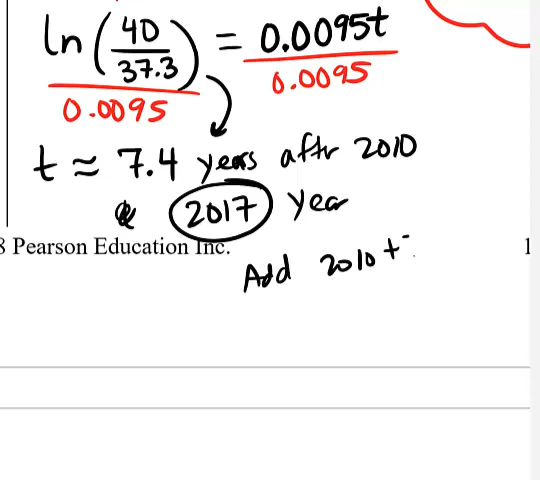 ln(40/37.3) = 0.0095t
0.0095 0.0095
t ≈ 7.4 years after 2010
2017 year
8 Pearson Education Inc. 1
Add 2010 +